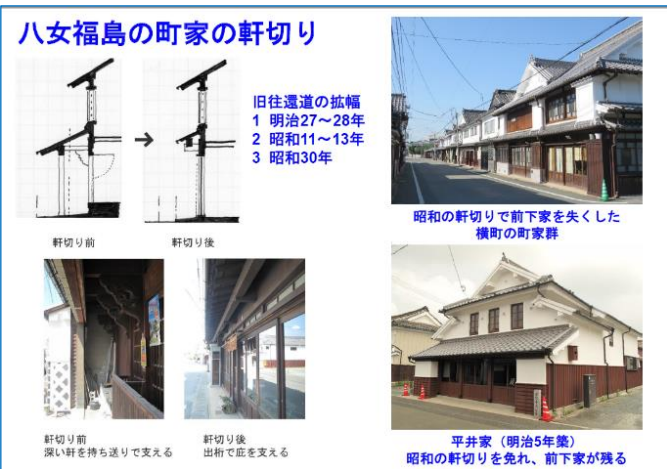 八女福島の町家の軒切り
旧往還道の拡幅
1 明治27～28年
2 昭和11～13年
3 昭和30年
軒切り前
軒切り後
軒切り前
深い軒を持ち送りで支える
軒切り後
出桁で庇を支える
昭和の軒切りで前下家を失くした
横町の町家群
平井家（明治5年築）
昭和の軒切りを免れ、前下家が残る